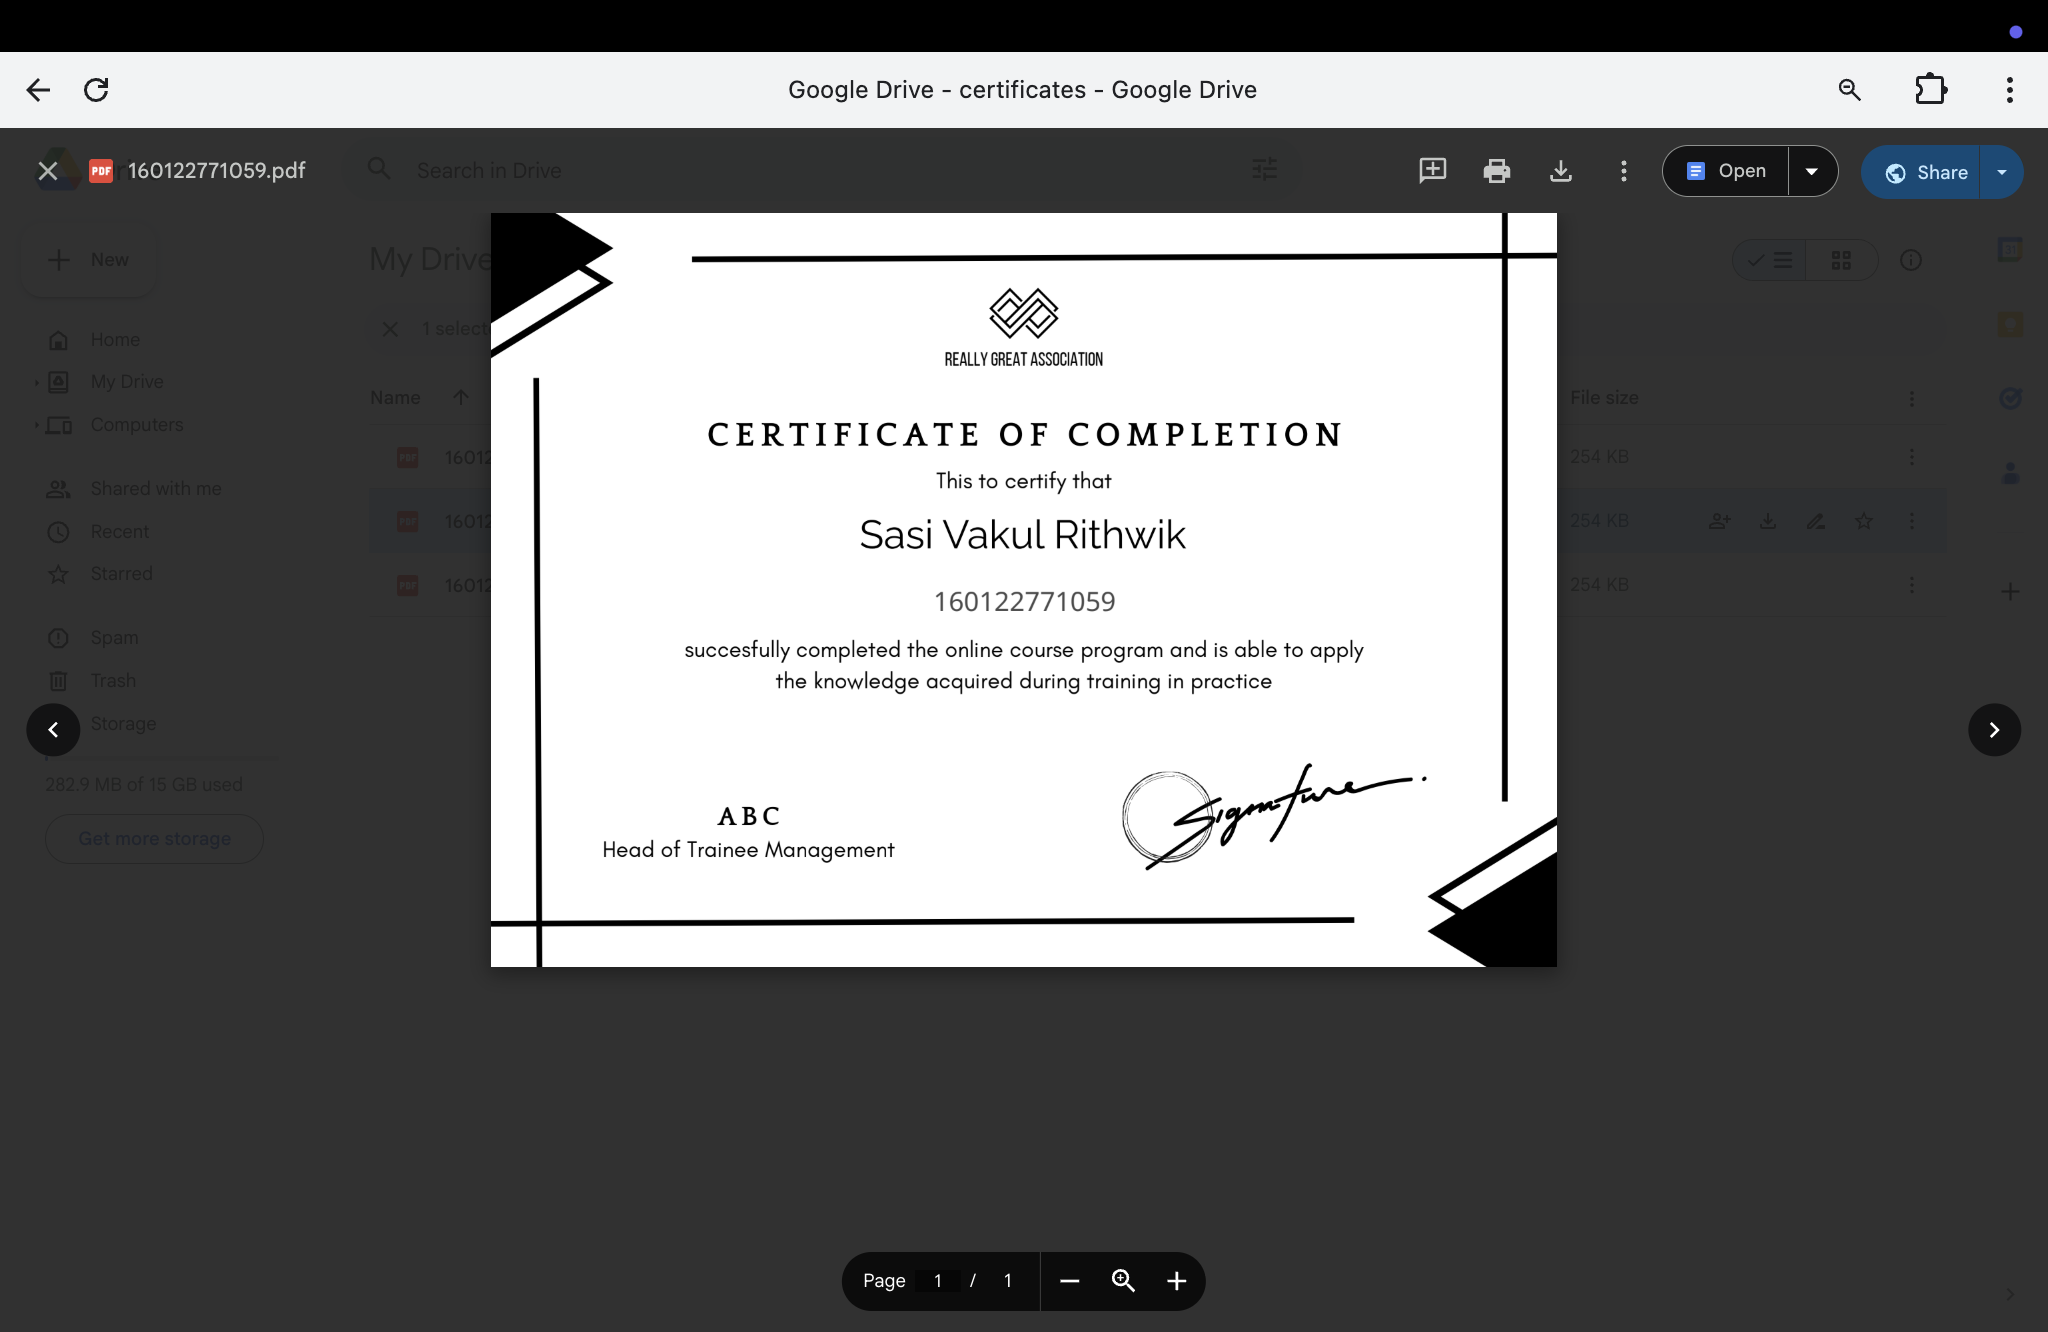 Google Drive - certificates - Google Drive
PDF 160122771059.pdf
Search in Drive
Open
Share
New
My Drive
1 select
Home
My Drive
Computers
Shared with me
Recent
Starred
Spam
Trash
Storage
282.9 MB of 15 GB used
Get more storage
Name
File size
PDF 16012
254 KB
PDF 16012
254 KB
PDF 16012
254 KB
REALLY GREAT ASSOCIATION
CERTIFICATE OF COMPLETION
This to certify that
Sasi Vakul Rithwik
160122771059
succesfully completed the online course program and is able to apply
the knowledge acquired during training in practice
ABC
Head of Trainee Management
Signature
Page 1 / 1